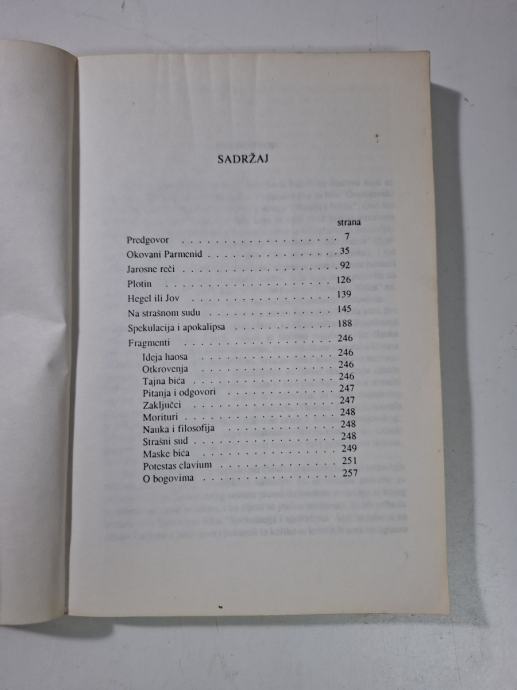 SADRŽAJ
strana
Predgovor . . . . . . . . . . . . . . . . . . . 7
Okovani Parmenid . . . . . . . . . . . . . . . . 35
Jarosne reči . . . . . . . . . . . . . . . . . . 92
Plotin . . . . . . . . . . . . . . . . . . . . 126
Hegel ili Jov . . . . . . . . . . . . . . . . . 139
Na strašnom sudu . . . . . . . . . . . . . . . 145
Spekulacija i apokalipsa . . . . . . . . . . . . 188
Fragmenti . . . . . . . . . . . . . . . . . . 246
Ideja haosa . . . . . . . . . . . . . . . . 246
Otkrovenja . . . . . . . . . . . . . . . . 246
Tajna bića . . . . . . . . . . . . . . . . 246
Pitanja i odgovori . . . . . . . . . . . . . 247
Zaključci . . . . . . . . . . . . . . . . . 247
Morituri . . . . . . . . . . . . . . . . . 248
Nauka i filosofija . . . . . . . . . . . . . 248
Strašni sud . . . . . . . . . . . . . . . . 248
Maske bića . . . . . . . . . . . . . . . . 249
Potestas clavium . . . . . . . . . . . . . 251
O bogovima . . . . . . . . . . . . . . . 257